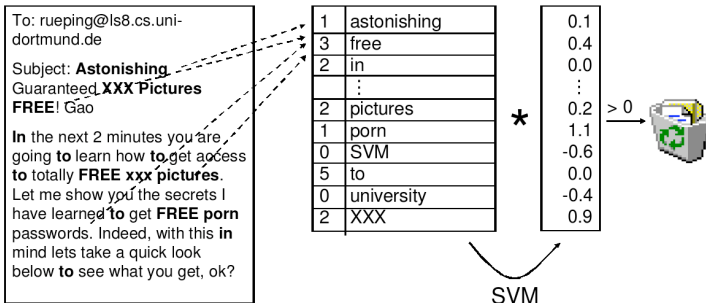 To: rueping@ls8.cs.uni-
dortmund.de
Subject: Astonishing
Guaranteed XXX Pictures
FREE! Gao
In the next 2 minutes you are
going to learn how to get access
to totally FREE xxx pictures.
Let me show you the secrets I
have learned to get FREE porn
passwords. Indeed, with this in
mind lets take a quick look
below to see what you get, ok?
1 astonishing
3 free
2 in
⋮
2 pictures
1 porn
0 SVM
5 to
0 university
2 XXX
*
0.1
0.4
0.0
⋮
0.2
1.1
-0.6
0.0
-0.4
0.9
> 0
SVM